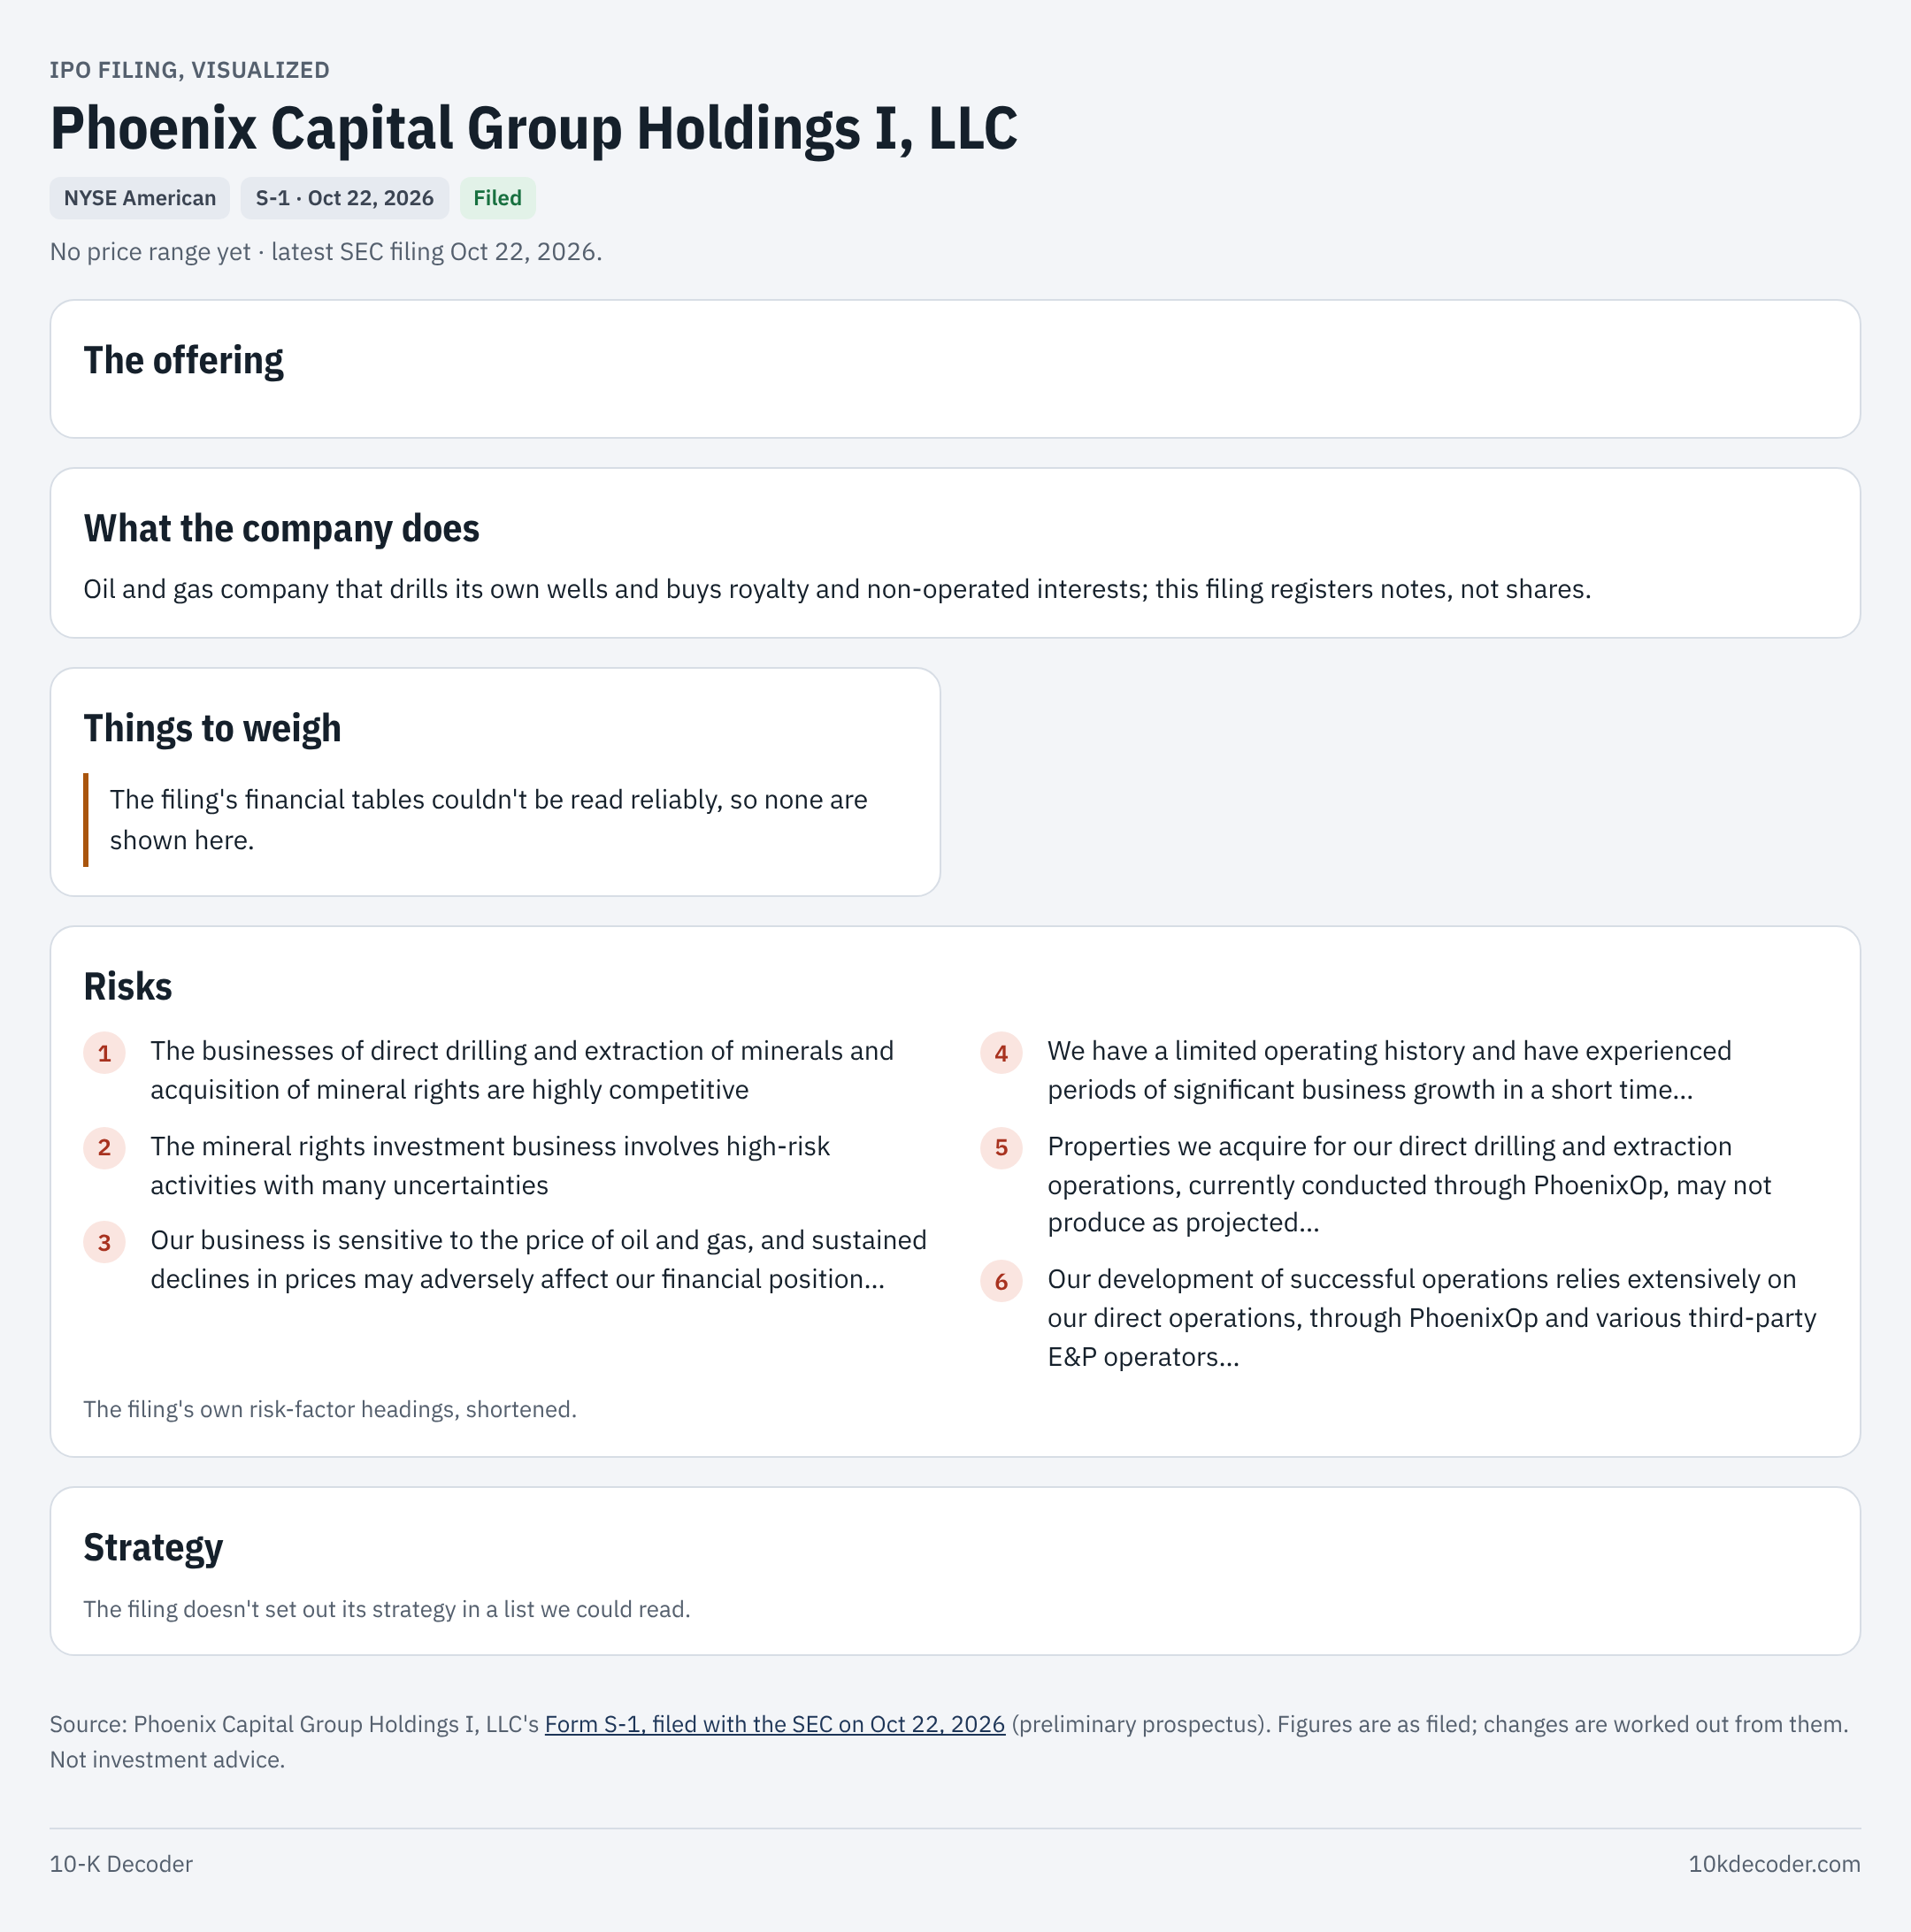 IPO FILING, VISUALIZED
Phoenix Capital Group Holdings I, LLC
NYSE American
S-1 · Oct 22, 2026
Filed
No price range yet · latest SEC filing Oct 22, 2026.
The offering
What the company does
Oil and gas company that drills its own wells and buys royalty and non-operated interests; this filing registers notes, not shares.
Things to weigh
The filing's financial tables couldn't be read reliably, so none are
shown here.
Risks
1
The businesses of direct drilling and extraction of minerals and
acquisition of mineral rights are highly competitive
2
The mineral rights investment business involves high-risk
activities with many uncertainties
3
Our business is sensitive to the price of oil and gas, and sustained
declines in prices may adversely affect our financial position...
4
We have a limited operating history and have experienced
periods of significant business growth in a short time...
5
Properties we acquire for our direct drilling and extraction
operations, currently conducted through PhoenixOp, may not
produce as projected...
6
Our development of successful operations relies extensively on
our direct operations, through PhoenixOp and various third-party
E&P operators...
The filing's own risk-factor headings, shortened.
Strategy
The filing doesn't set out its strategy in a list we could read.
Source: Phoenix Capital Group Holdings I, LLC's Form S-1, filed with the SEC on Oct 22, 2026 (preliminary prospectus). Figures are as filed; changes are worked out from them.
Not investment advice.
10-K Decoder
10kdecoder.com